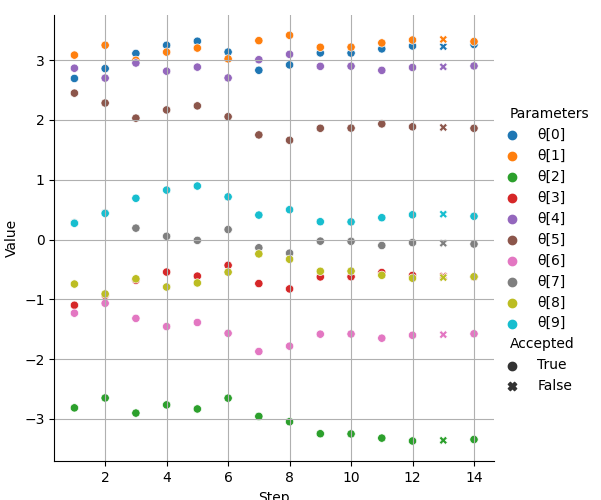 3
2
1
0
−1
−2
−3
Value
2
4
6
8
10
12
14
Step
Parameters
θ[0]
θ[1]
θ[2]
θ[3]
θ[4]
θ[5]
θ[6]
θ[7]
θ[8]
θ[9]
Accepted
True
False